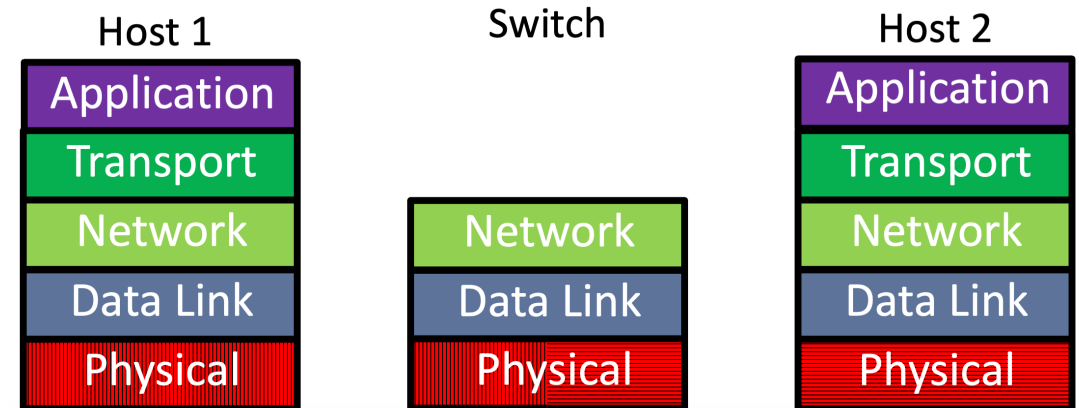 Host 1
Switch
Host 2
Application
Application
Transport
Transport
Network
Network
Network
Data Link
Data Link
Data Link
Physical
Physical
Physical